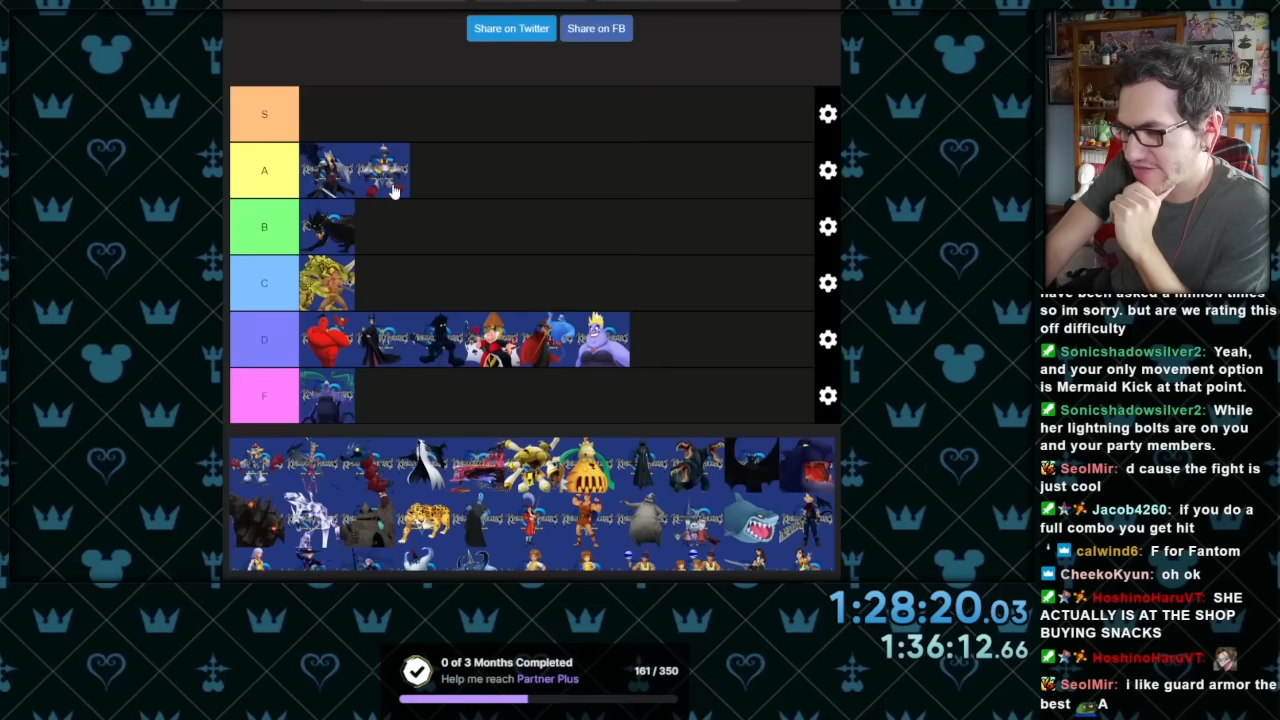 Share on Twitter
Share on FB
S
A
B
C
D
F
have been asked a million times
so im sorry. but are we rating this
off difficulty
Sonicshadowsilver2: Yeah,
and your only movement option
is Mermaid Kick at that point.
Sonicshadowsilver2: While
her lightning bolts are on you
and your party members.
SeolMir: d cause the fight is
just cool
Jacob4260: if you do a
full combo you get hit
calwind6: F for Fantom
CheekoKyun: oh ok
HoshinoHaruVT: SHE
ACTUALLY IS AT THE SHOP
BUYING SNACKS
HoshinoHaruVT:
SeolMir: i like guard armor the
best A
1:28:20.03
1:36:12.66
0 of 3 Months Completed
Help me reach Partner Plus
161 / 350